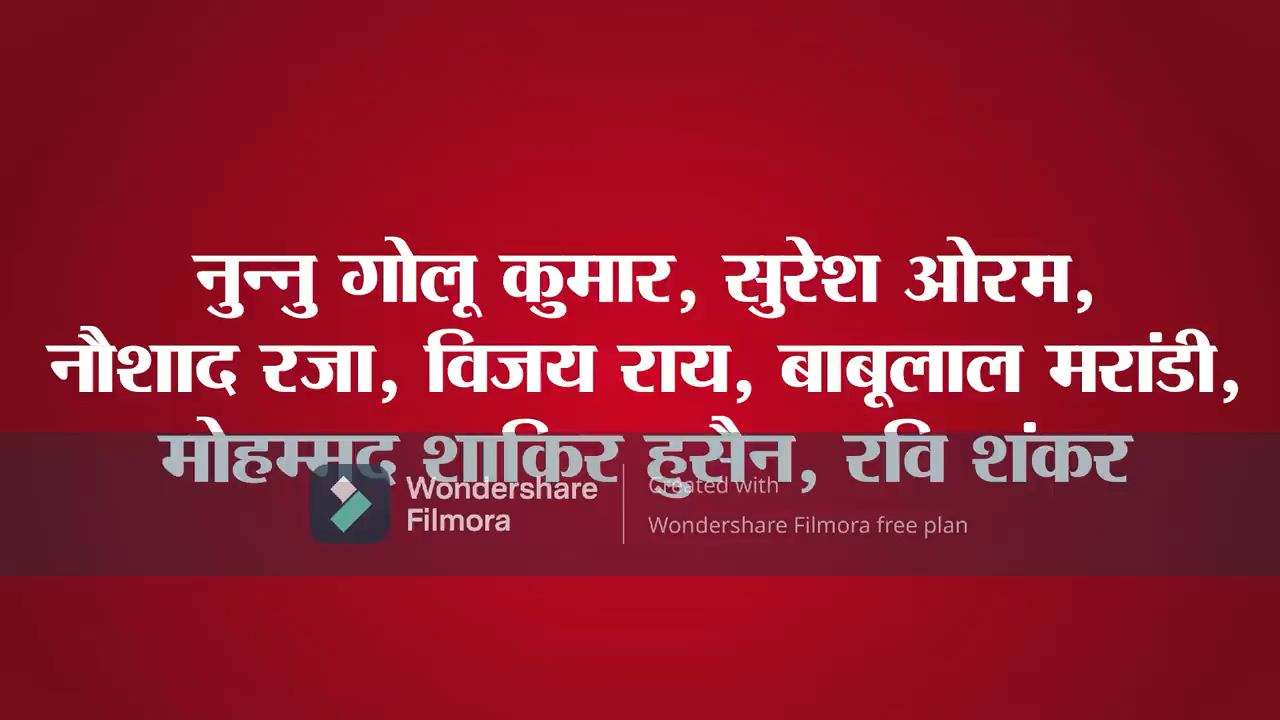 नुन्नु गोलू कुमार, सुरेश ओरम,
नौशाद रजा, विजय राय, बाबूलाल मरांडी,
मोहम्मद शाकिर हुसैन, रवि शंकर
Wondershare
Filmora
Created with
Wondershare Filmora free plan